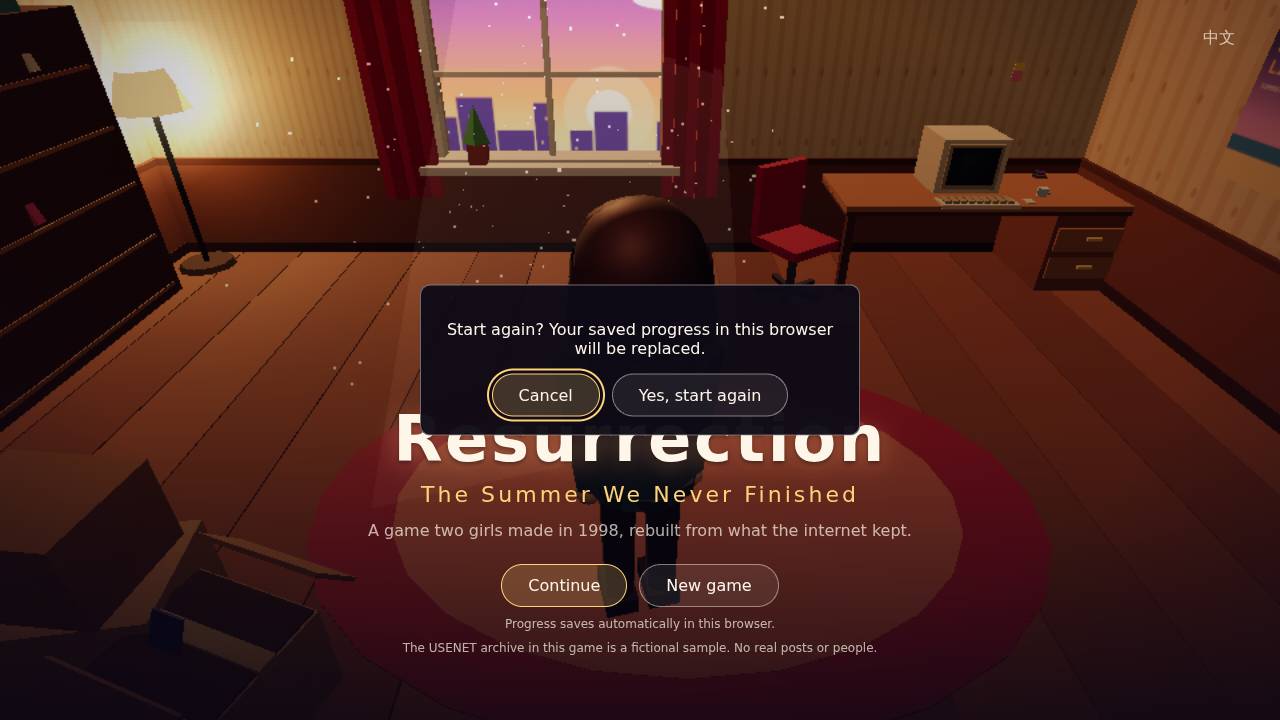 中文
Start again? Your saved progress in this browser
will be replaced.
Cancel
Yes, start again
Resurrection
The Summer We Never Finished
A game two girls made in 1998, rebuilt from what the internet kept.
Continue
New game
Progress saves automatically in this browser.
The USENET archive in this game is a fictional sample. No real posts or people.